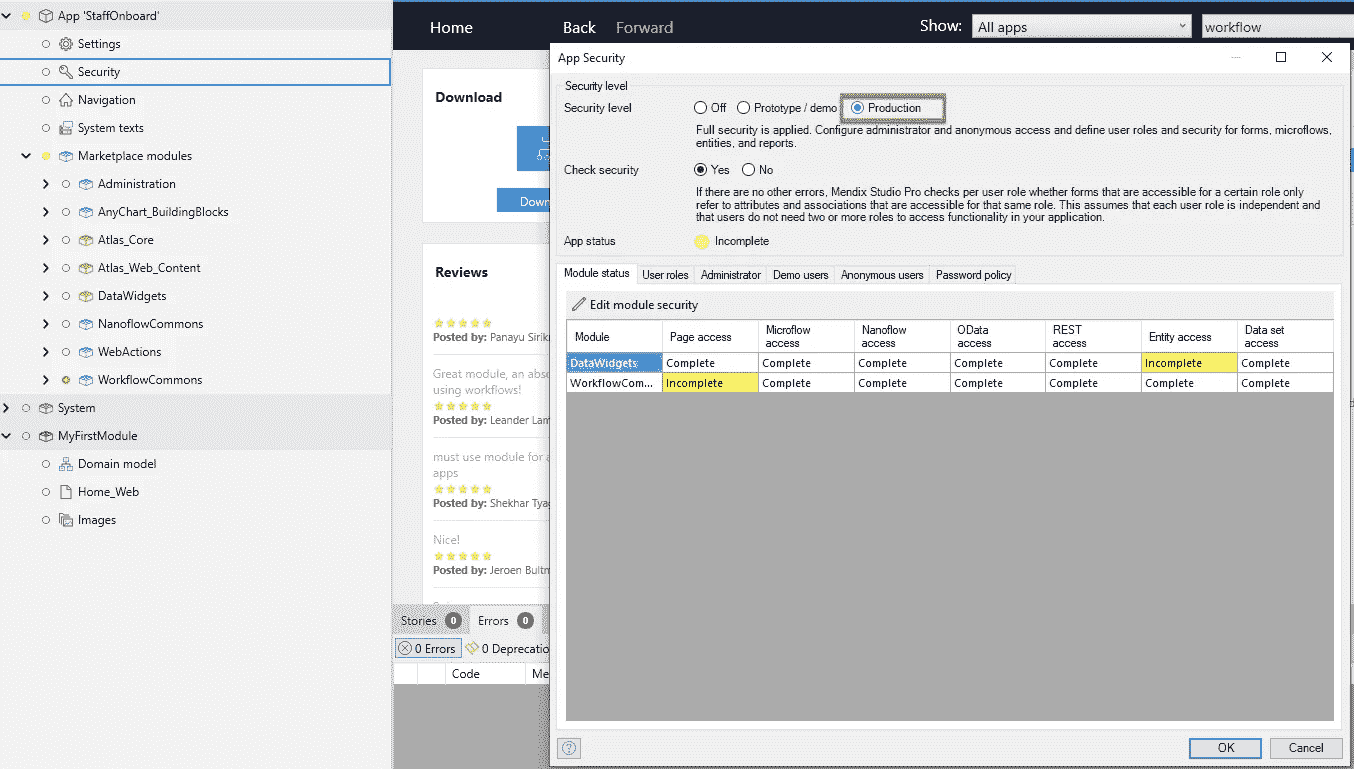 App 'StaffOnboard'
Settings
Security
Navigation
System texts
Marketplace modules
Administration
AnyChart_BuildingBlocks
Atlas_Core
Atlas_Web_Content
DataWidgets
NanoflowCommons
WebActions
WorkflowCommons
System
MyFirstModule
Domain model
Home_Web
Images
Home Back Forward Show: All apps workflow
Download
Down
Reviews
Posted by: Panayu Sirik
Great module, an abs
using workflows!
Posted by: Leander Lam
must use module for a
apps
Posted by: Shekhar Tyag
Nice!
Posted by: Jeroen Bultm
Stories 0 Errors 0
0 Errors 0 Deprecatio
Code Me
App Security
Security level
Security level Off Prototype / demo Production
Full security is applied. Configure administrator and anonymous access and define user roles and security for forms, microflows,
entities, and reports.
Check security Yes No
If there are no other errors, Mendix Studio Pro checks per user role whether forms that are accessible for a certain role only
refer to attributes and associations that are accessible for that same role. This assumes that each user role is independent and
that users do not need two or more roles to access functionality in your application.
App status Incomplete
Module status User roles Administrator Demo users Anonymous users Password policy
Edit module security
Module Page access Microflow access Nanoflow access OData access REST access Entity access Data set access
DataWidgets Complete Complete Complete Complete Complete Incomplete Complete
WorkflowCom... Incomplete Complete Complete Complete Complete Complete Complete
? OK Cancel